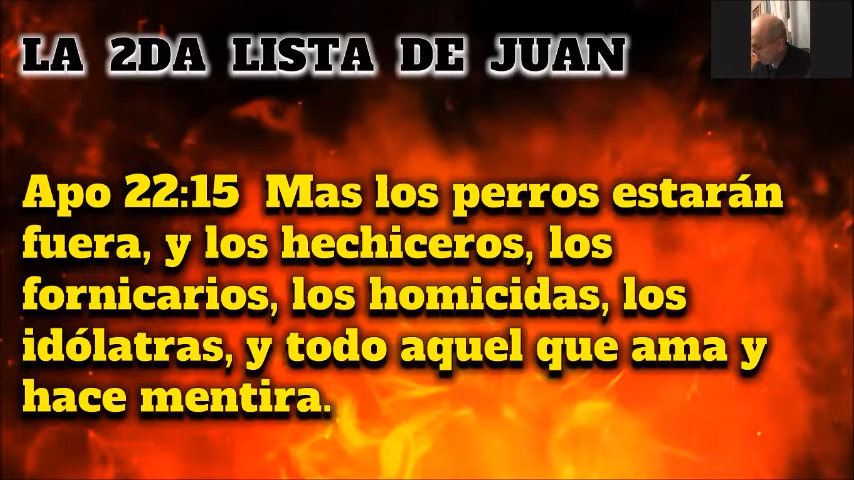 LA 2DA LISTA DE JUAN
Apo 22:15 Mas los perros estarán
fuera, y los hechiceros, los
fornicarios, los homicidas, los
idólatras, y todo aquel que ama y
hace mentira.